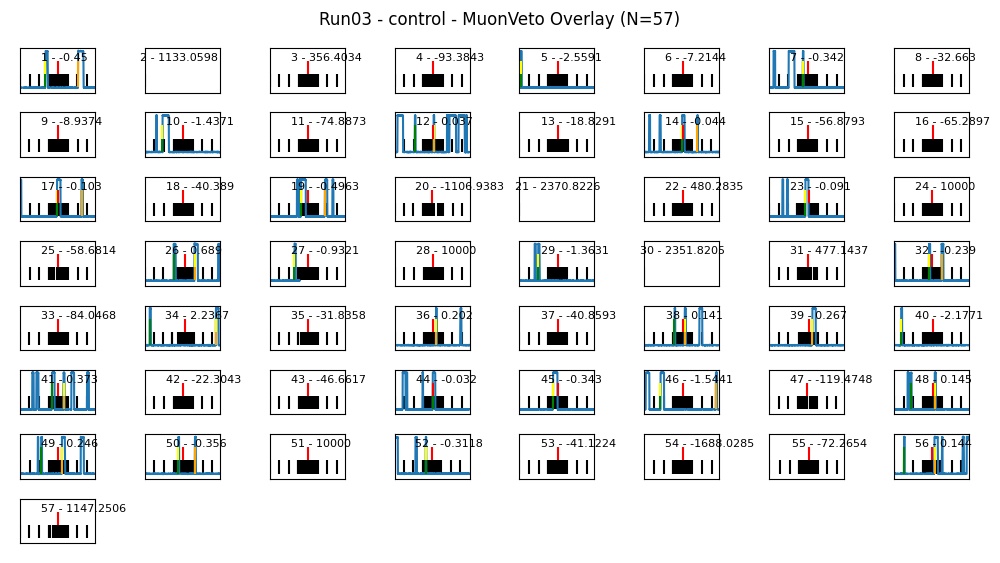 Run03 - control - MuonVeto Overlay (N=57)
1 - -0.45
2 - 1133.0598
3 - 356.4034
4 - -93.3843
5 - -2.5591
6 - -7.2144
7 - -0.342
8 - -32.663
9 - -8.9374
10 - -1.4371
11 - -74.8873
12 - 0.037
13 - -18.8291
14 - -0.044
15 - -56.8793
16 - -65.2897
17 - -0.103
18 - -40.389
19 - -0.4963
20 - -1106.9383
21 - 2370.8226
22 - 480.2835
23 - -0.091
24 - 10000
25 - -58.6814
26 - 0.689
27 - -0.9321
28 - 10000
29 - -1.3631
30 - 2351.8205
31 - 477.1437
32 - -0.239
33 - -84.0468
34 - 2.2367
35 - -31.8358
36 - 0.202
37 - -40.8593
38 - 0.141
39 - 0.267
40 - -2.1771
41 - 0.373
42 - -22.3043
43 - -46.6617
44 - -0.032
45 - -0.343
46 - -1.5441
47 - -119.4748
48 - 0.145
49 - 0.246
50 - -0.356
51 - 10000
52 - -0.3118
53 - -41.1224
54 - -1688.0285
55 - -72.2654
56 - 0.144
57 - 1147.2506